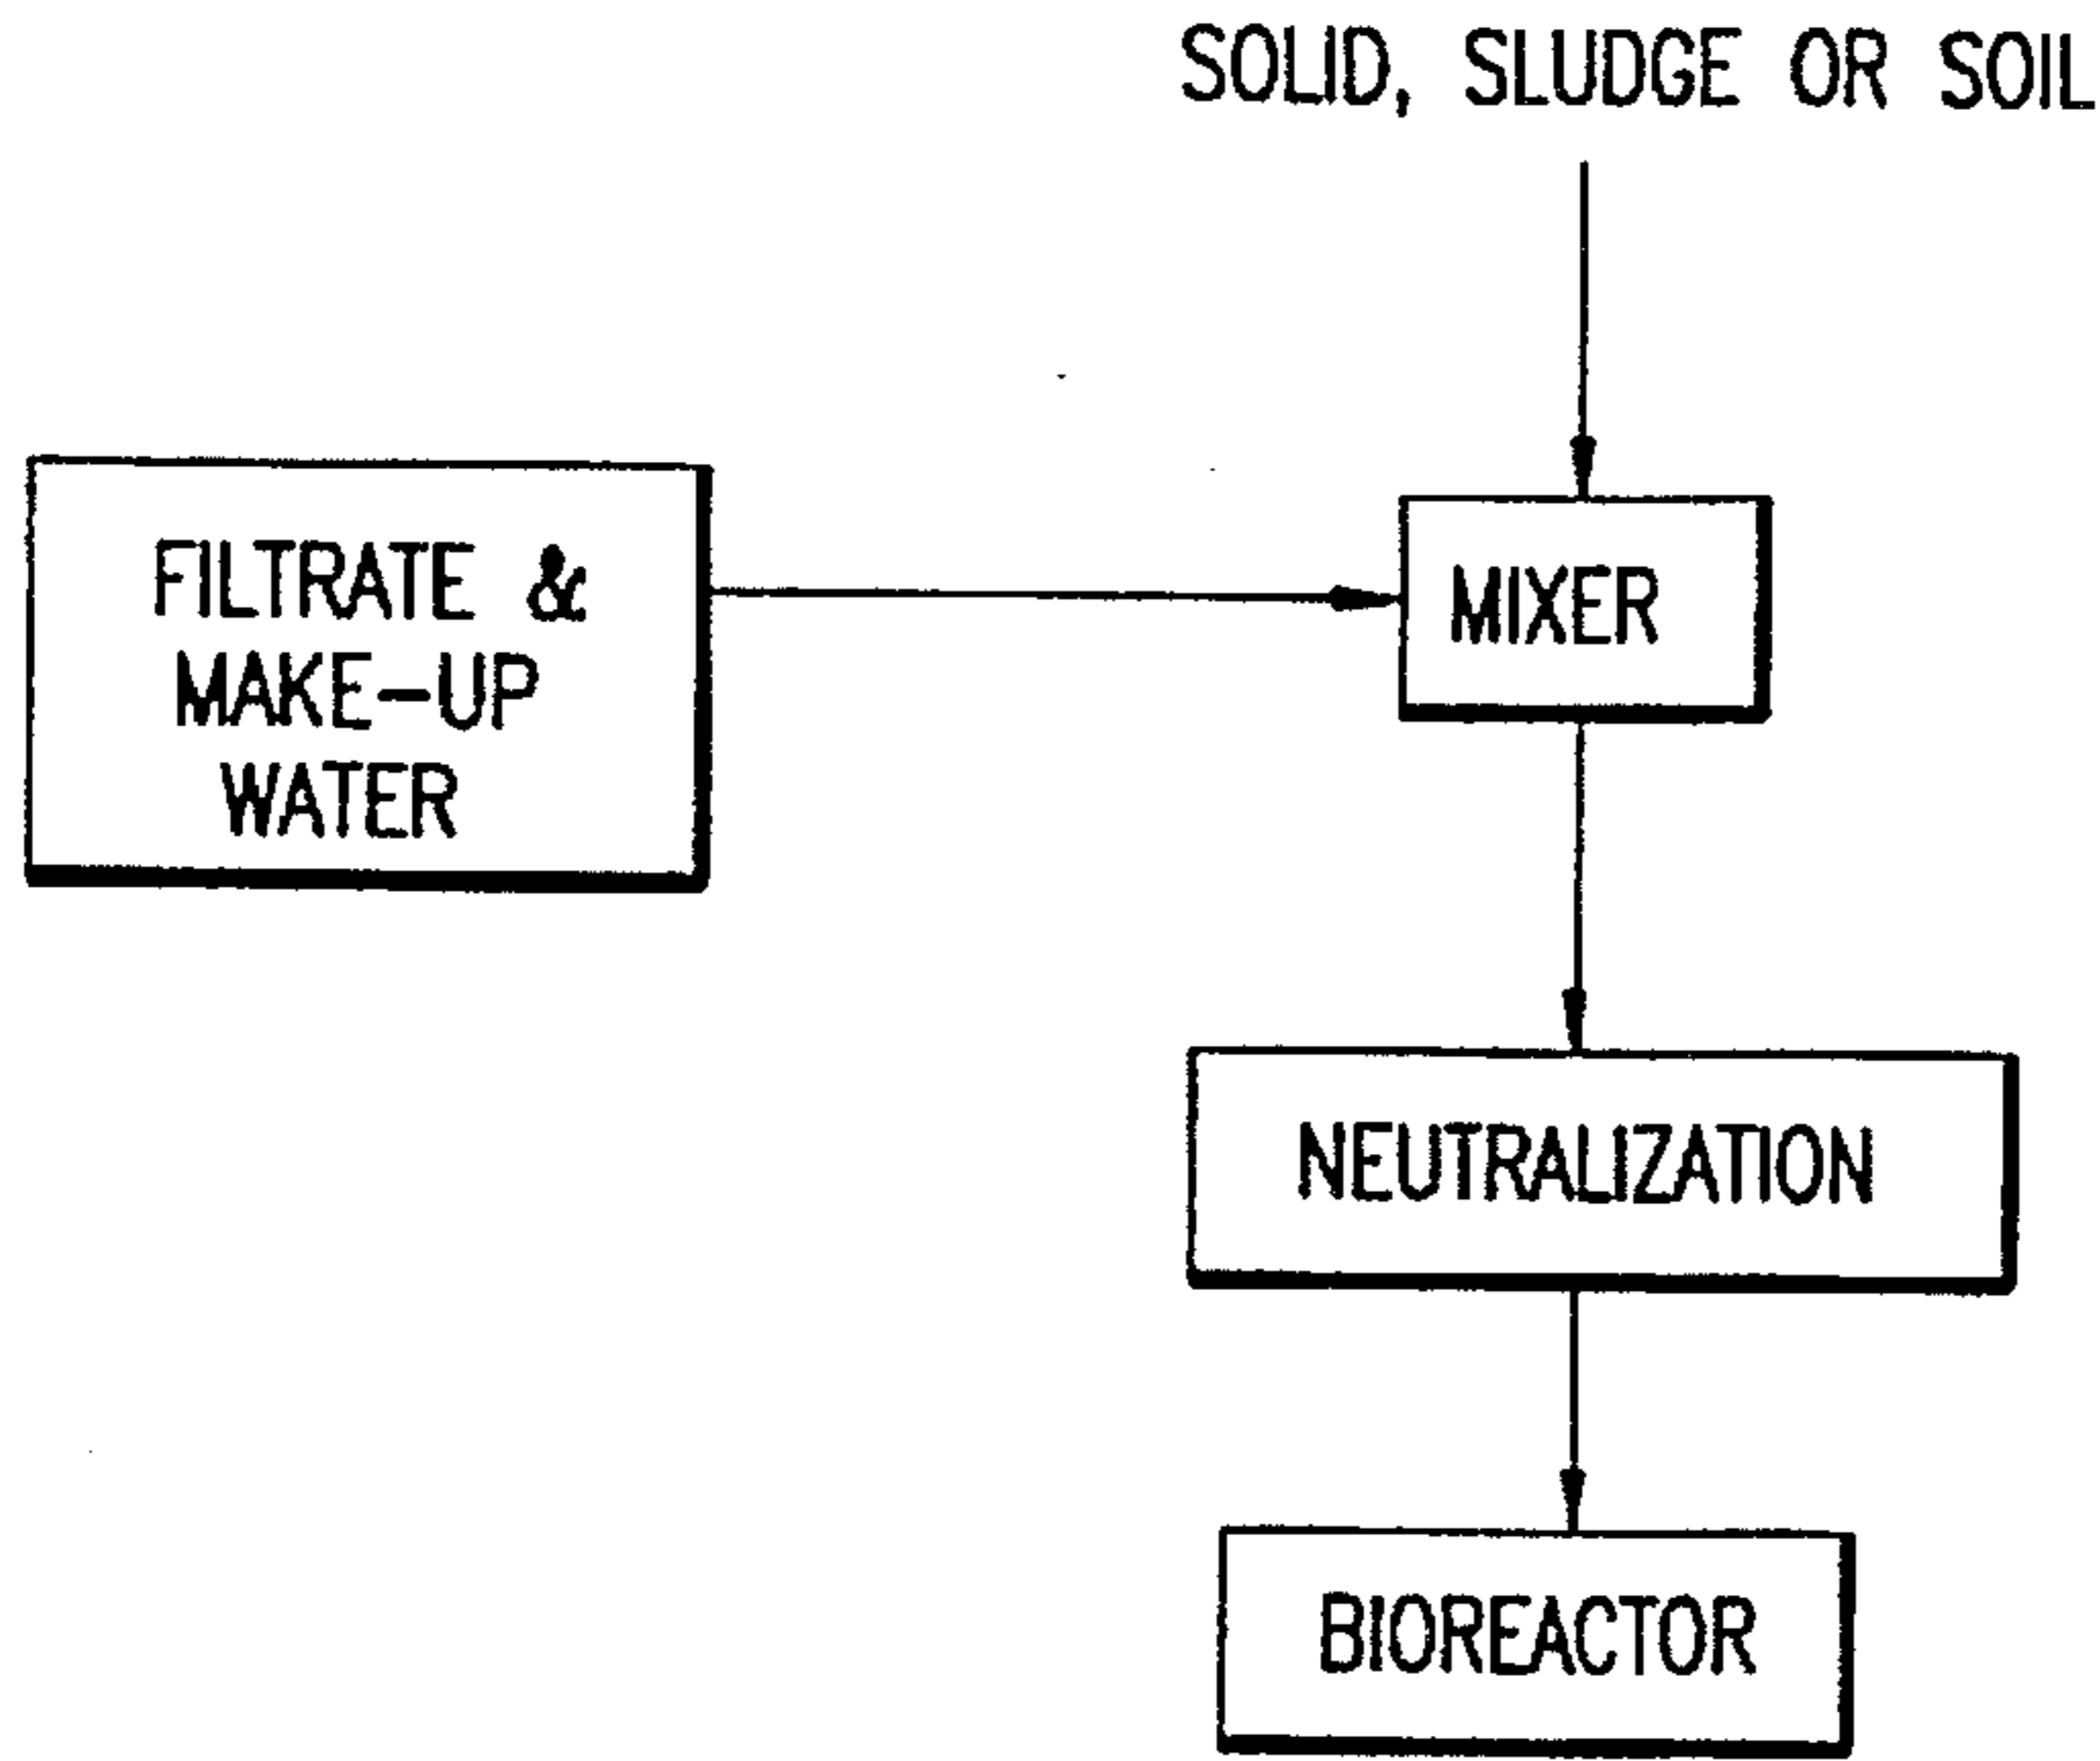 SOLID, SLUDGE OR SOIL
FILTRATE &
MAKE-UP
WATER
MIXER
NEUTRALIZATION
BIOREACTOR